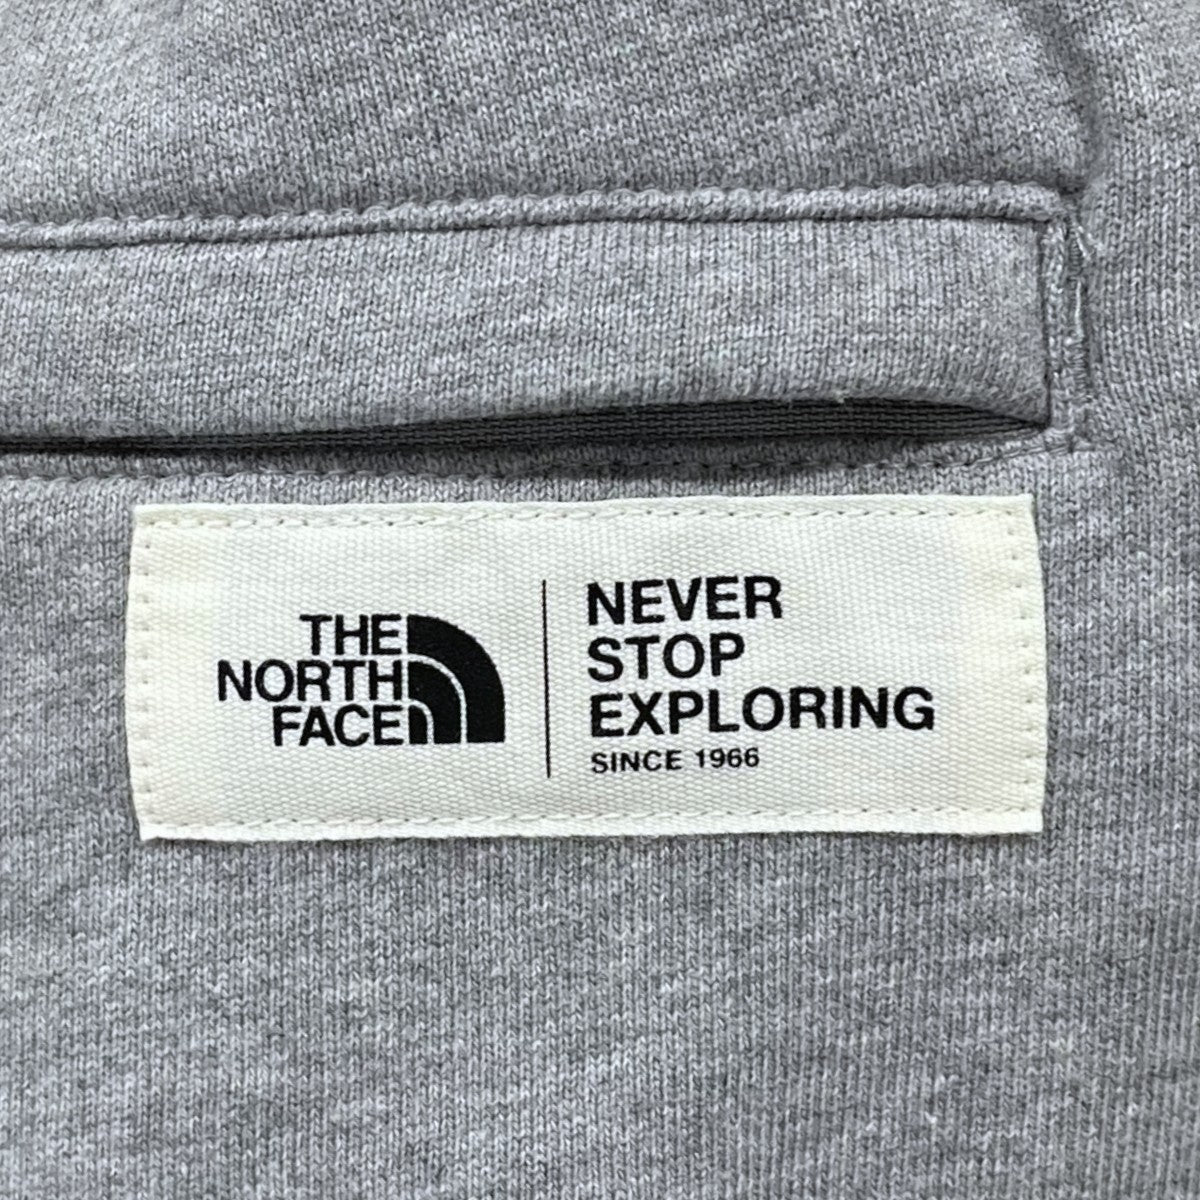 THE
NORTH
FACE
NEVER
STOP
EXPLORING
SINCE 1966